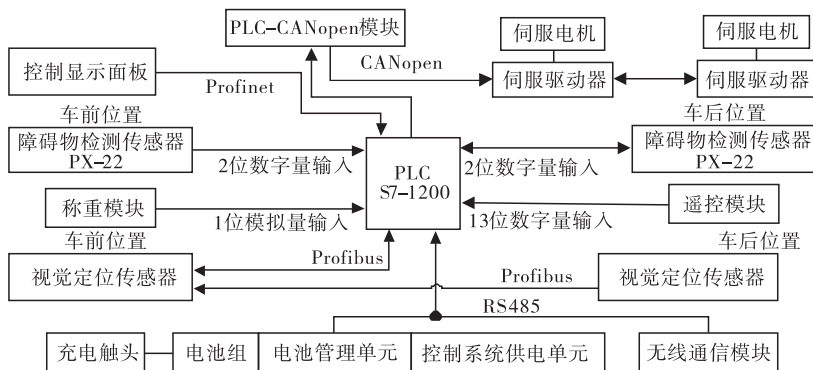 PLC-CANopen模块
伺服电机
伺服电机
CANopen
控制显示面板
伺服驱动器
伺服驱动器
Profinet
车前位置
车后位置
障碍物检测传感器
PX-22
2位数字量输入
PLC
S7-1200
2位数字量输入
障碍物检测传感器
PX-22
称重模块
1位模拟量输入
13位数字量输入
遥控模块
车前位置
车后位置
视觉定位传感器
Profibus
Profibus
视觉定位传感器
RS485
充电触头
电池组
电池管理单元
控制系统供电单元
无线通信模块